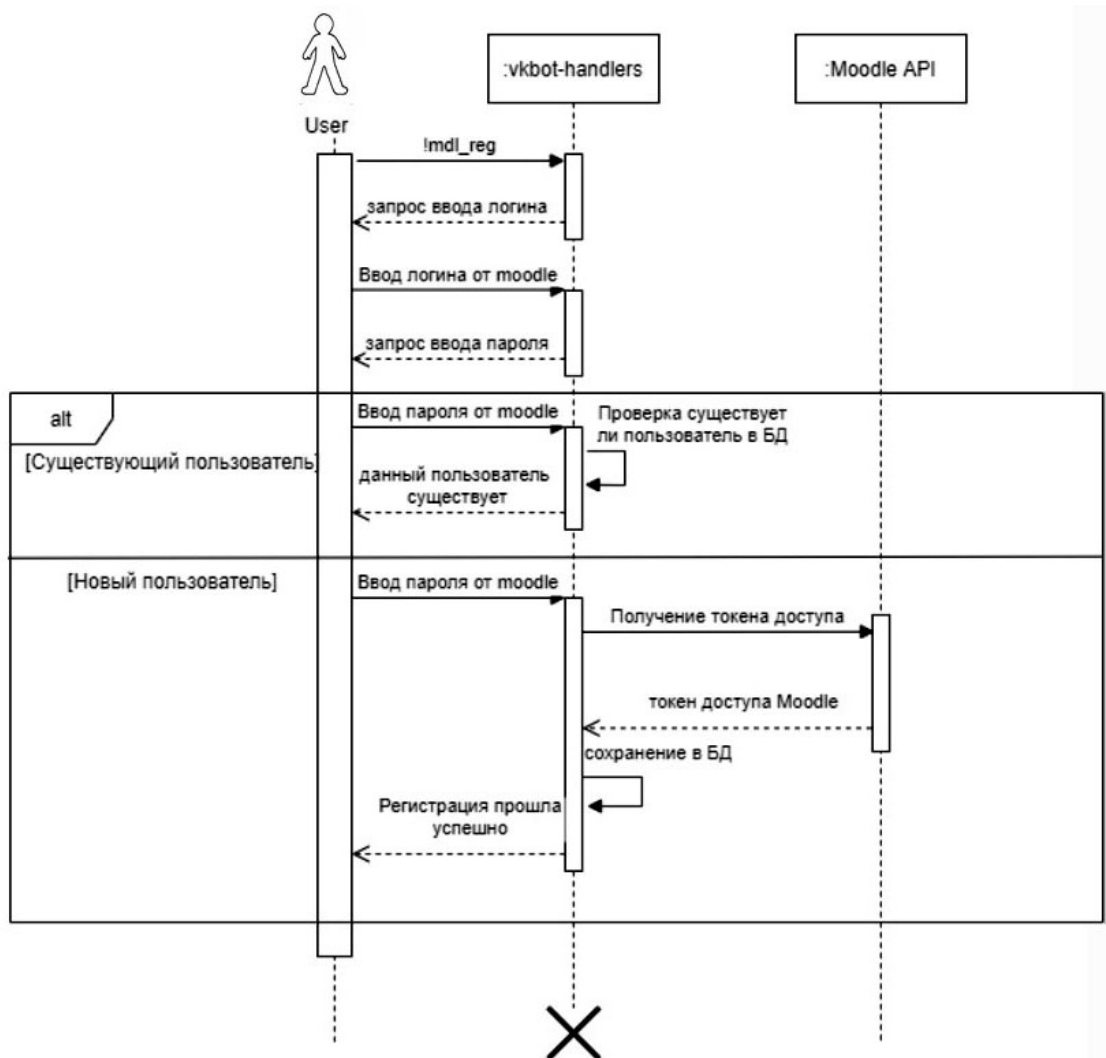 :vkbot-handlers
:Moodle API
User
!mdl_reg
запрос ввода логина
Ввод логина от moodle
запрос ввода пароля
alt
Ввод пароля от moodle
Проверка существует
ли пользователь в БД
[Существующий пользователь]
данный пользователь
существует
[Новый пользователь]
Ввод пароля от moodle
Получение токена доступа
токен доступа Moodle
сохранение в БД
Регистрация прошла
успешно